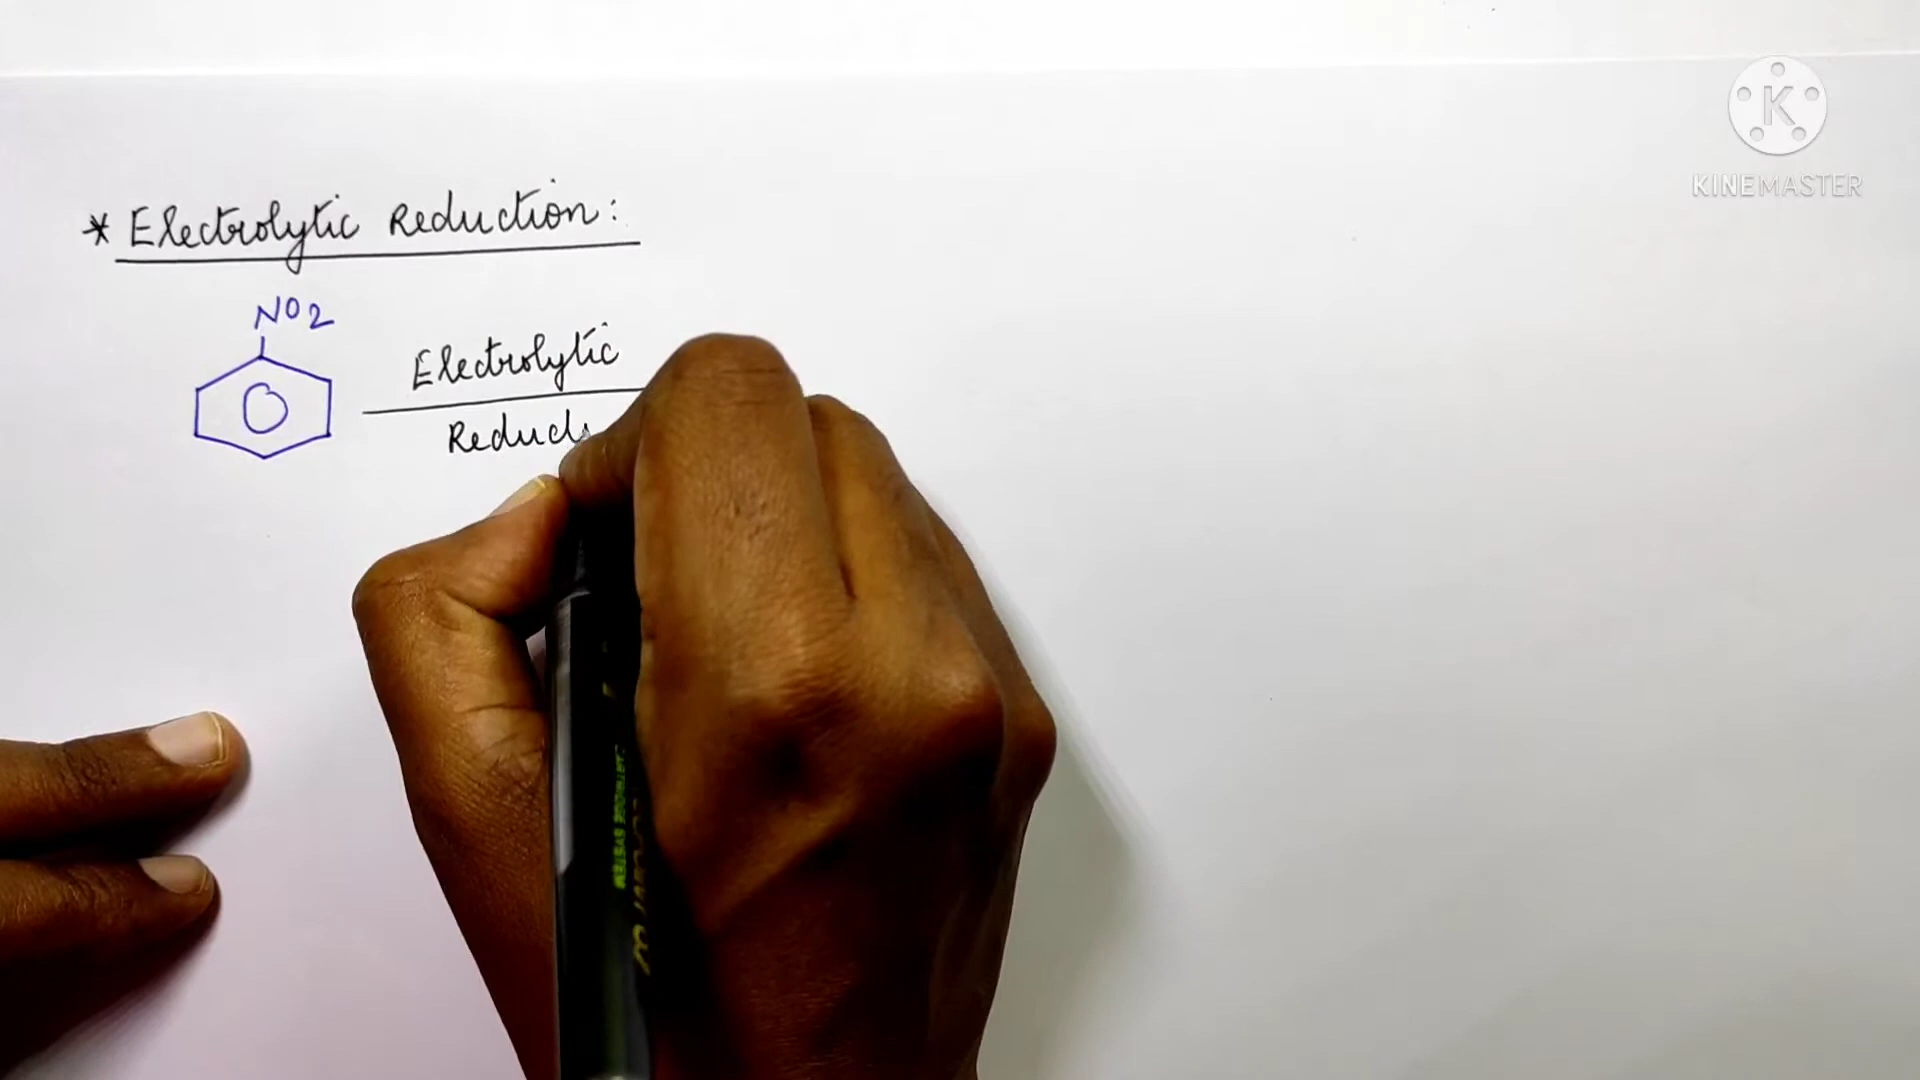 * Electrolytic Reduction:
NO2
Electrolytic
K
KINEMASTER